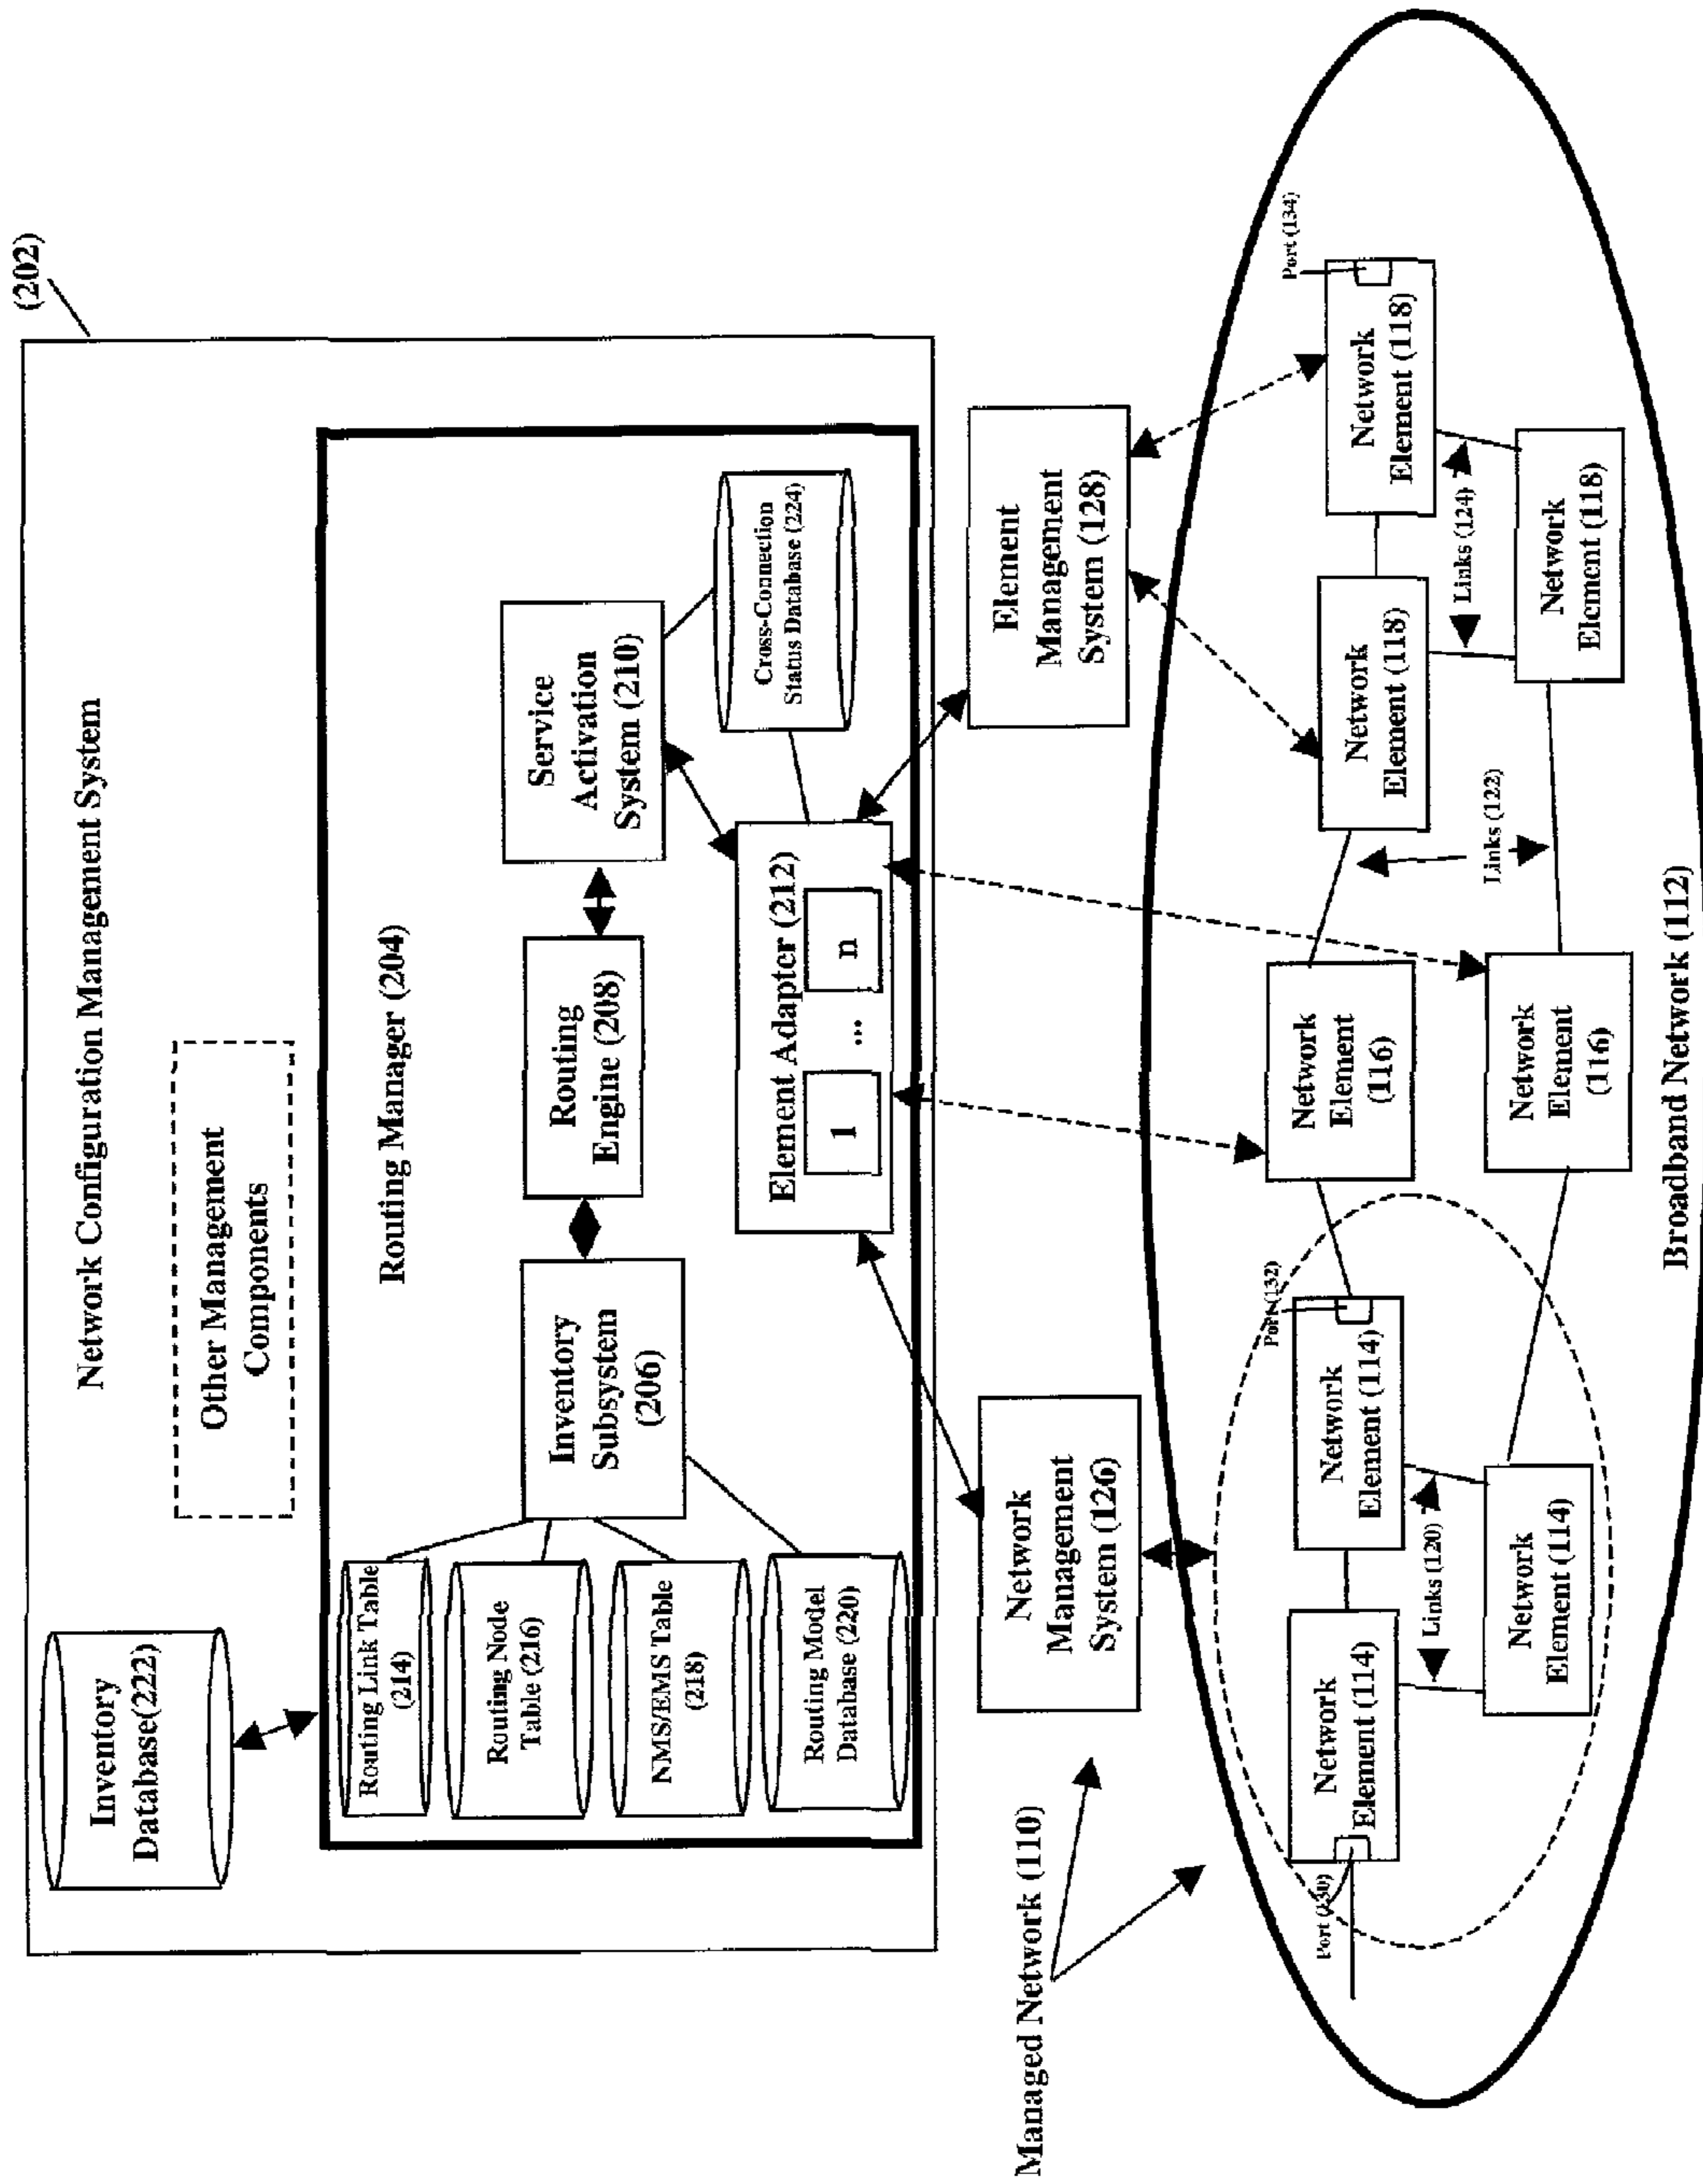 (202)
Network Configuration Management System
Inventory
Database(222)
Other Management
Components
Routing Manager (204)
Routing Link Table
(214)
Routing Node
Table (216)
NMS/EMS Table
(218)
Routing Model
Database (220)
Inventory
Subsystem
(206)
Routing
Engine (208)
Service
Activation
System (210)
Cross-Connection
Status Database (224)
Element Adapter (212)
1
...
n
Managed Network (110)
Network
Management
System (126)
Element
Management
System (128)
Port (130)
Network
Element (114)
Port (132)
Network
Element (114)
Links (120)
Network
Element (114)
Network
Element
(116)
Network
Element
(116)
Links (122)
Network
Element (118)
Port (134)
Network
Element (118)
Links (124)
Network
Element (118)
Broadband Network (112)